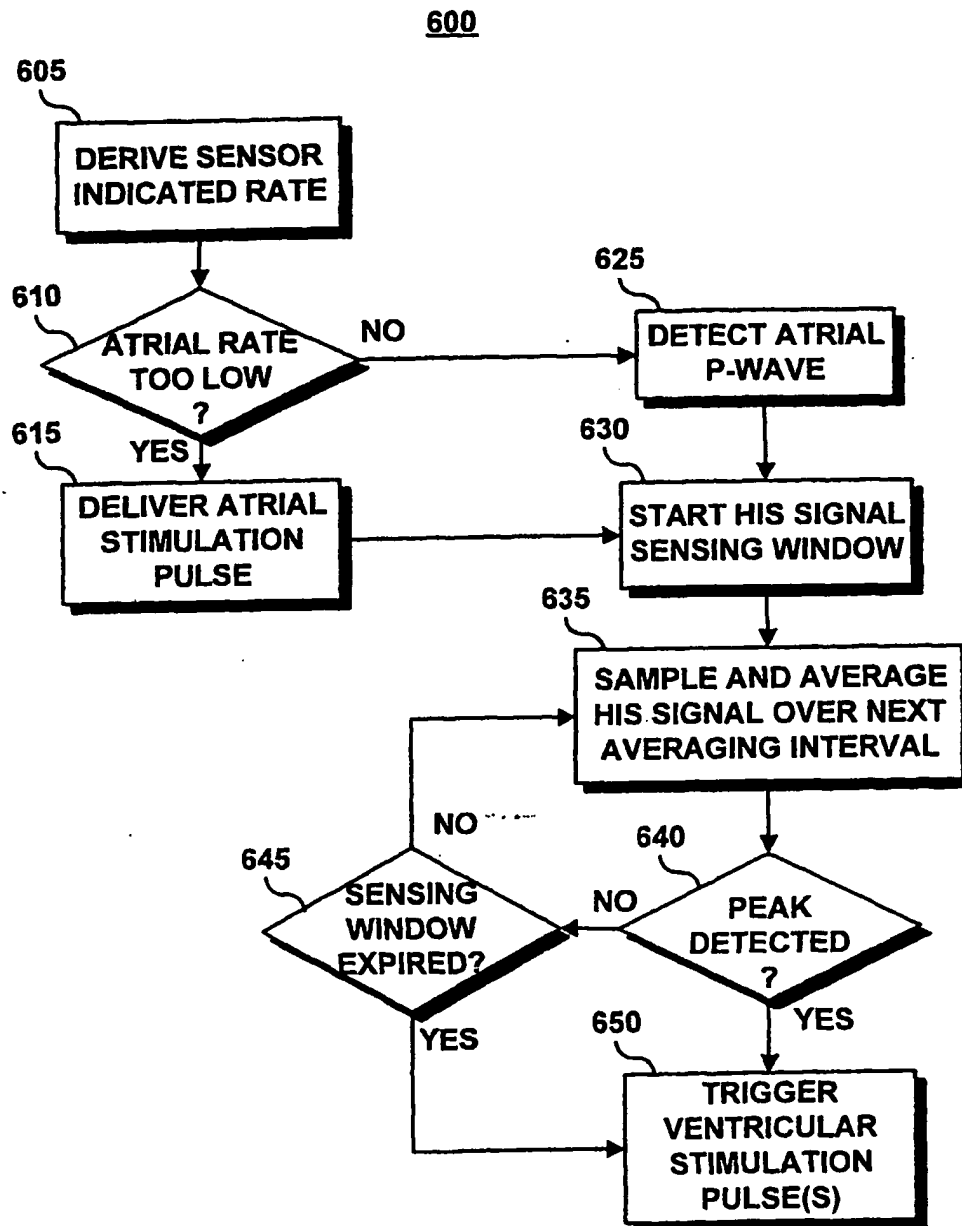 600
605
DERIVE SENSOR
INDICATED RATE
610
ATRIAL RATE
TOO LOW
?
NO
YES
615
DELIVER ATRIAL
STIMULATION
PULSE
625
DETECT ATRIAL
P-WAVE
630
START HIS SIGNAL
SENSING WINDOW
635
SAMPLE AND AVERAGE
HIS SIGNAL OVER NEXT
AVERAGING INTERVAL
640
PEAK
DETECTED
?
NO
YES
645
SENSING
WINDOW
EXPIRED?
NO
YES
650
TRIGGER
VENTRICULAR
STIMULATION
PULSE(S)